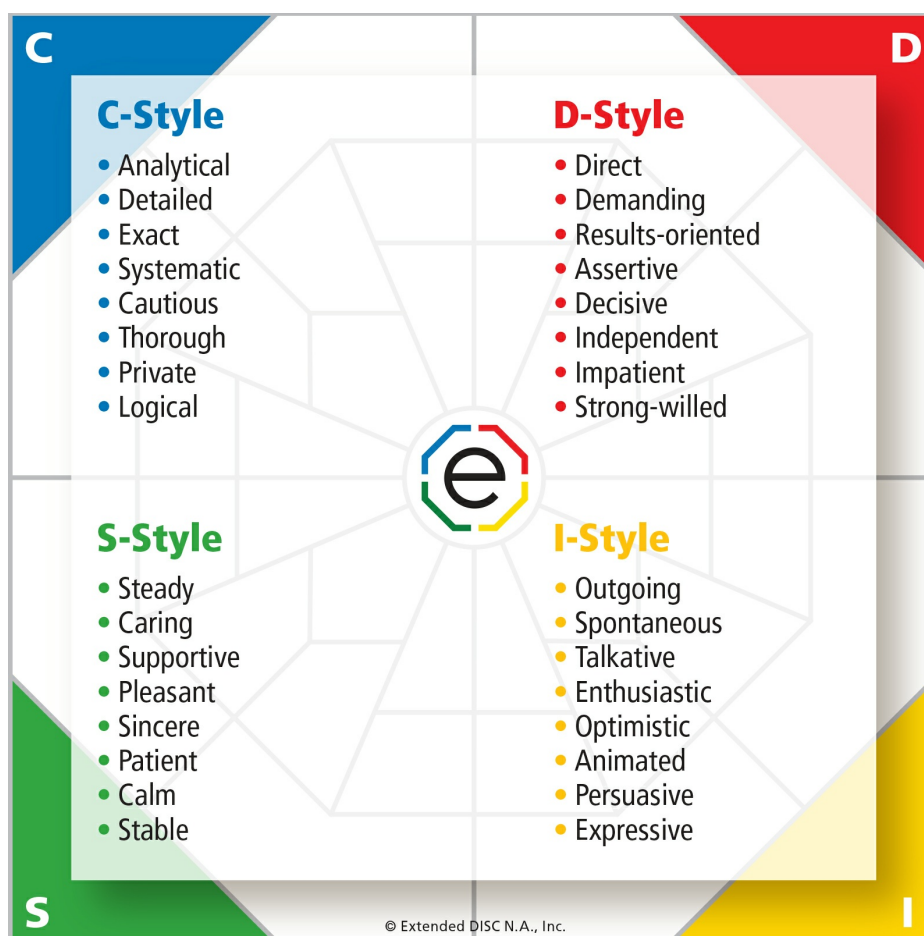 C
D
C-Style
• Analytical
• Detailed
• Exact
• Systematic
• Cautious
• Thorough
• Private
• Logical
D-Style
• Direct
• Demanding
• Results-oriented
• Assertive
• Decisive
• Independent
• Impatient
• Strong-willed
e
S-Style
• Steady
• Caring
• Supportive
• Pleasant
• Sincere
• Patient
• Calm
• Stable
I-Style
• Outgoing
• Spontaneous
• Talkative
• Enthusiastic
• Optimistic
• Animated
• Persuasive
• Expressive
S
I
© Extended DISC N.A., Inc.